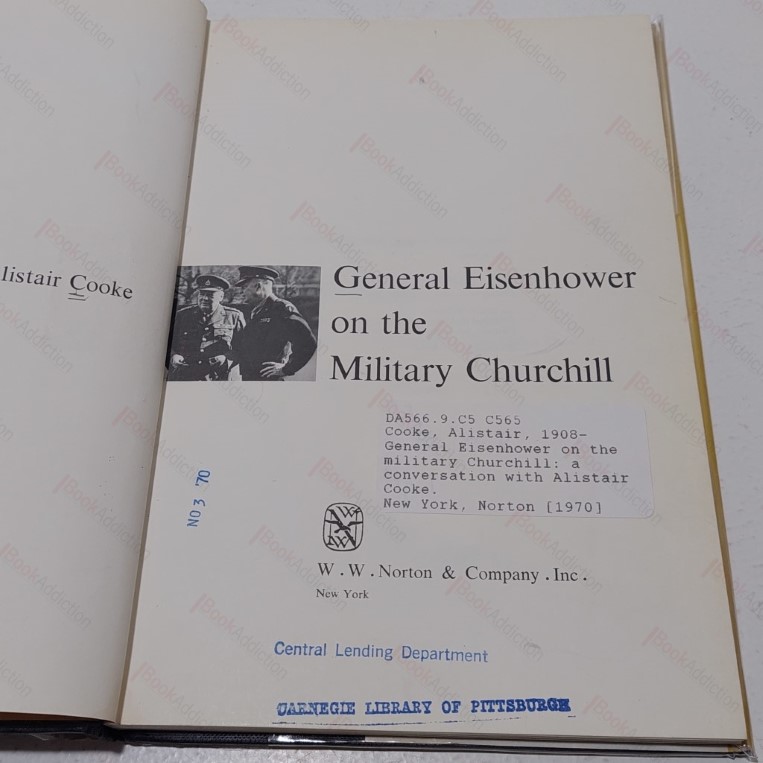 listair Cooke
General Eisenhower
on the
Military Churchill
DA566.9.C5 C565
Cooke, Alistair, 1908-
General Eisenhower on the
military Churchill: a
conversation with Alistair
Cooke.
New York, Norton [1970]
NO 3 '70
W. W. Norton & Company. Inc.
New York
Central Lending Department
CARNEGIE LIBRARY OF PITTSBURGH
BookAddiction